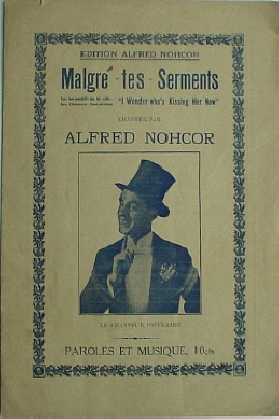 EDITION ALFRED NOHCOR
Malgré - tes - Serments
"I Wonder who's Kissing Her Now"
CHANTÉE PAR
ALFRED NOHCOR
LE CHANTEUR POPULAIRE
PAROLES ET MUSIQUE, 10cts